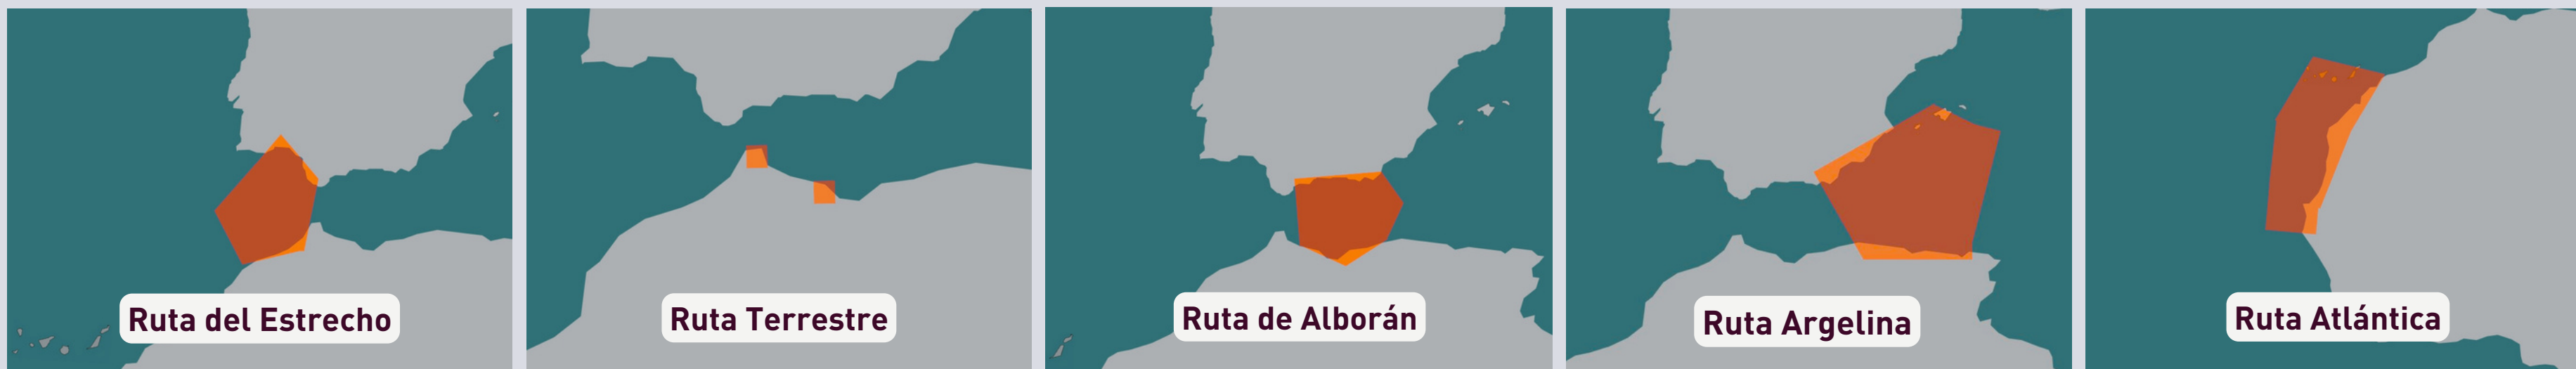 Ruta del Estrecho
Ruta Terrestre
Ruta de Alborán
Ruta Argelina
Ruta Atlántica